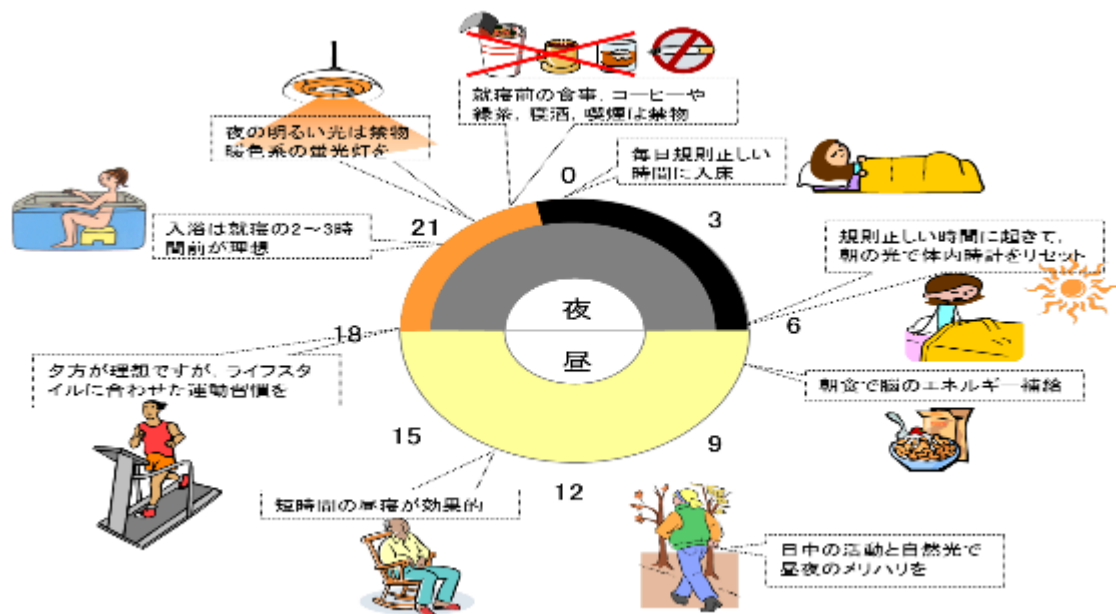 就寝前の食事、コーヒーや
緑茶，寝酒，喫煙は禁物
夜の明るい光は禁物
暖色系の蛍光灯を
毎日規則正しい
時間に入床
0
3
21
入浴は就寝の2～3時
間前が理想
規則正しい時間に起きて，
朝の光で体内時計をリセット
夜
6
18
昼
夕方が理想ですが、ライフスタ
イルに合わせた運動習慣を
朝食で脳のエネルギー補給
15
9
12
短時間の昼寝が効果的
日中の活動と自然光で
昼夜のメリハリを